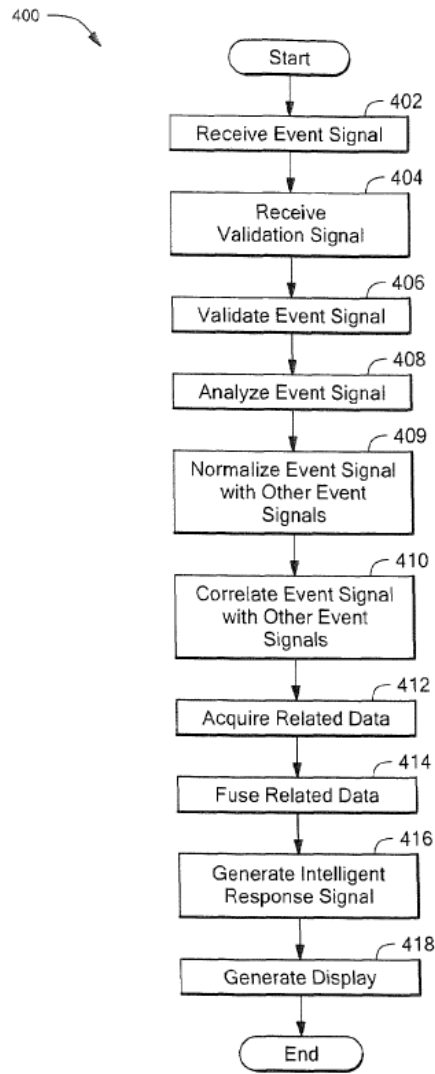 400
Start
402
Receive Event Signal
404
Receive
Validation Signal
406
Validate Event Signal
408
Analyze Event Signal
409
Normalize Event Signal
with Other Event
Signals
410
Correlate Event Signal
with Other Event
Signals
412
Acquire Related Data
414
Fuse Related Data
416
Generate Intelligent
Response Signal
418
Generate Display
End